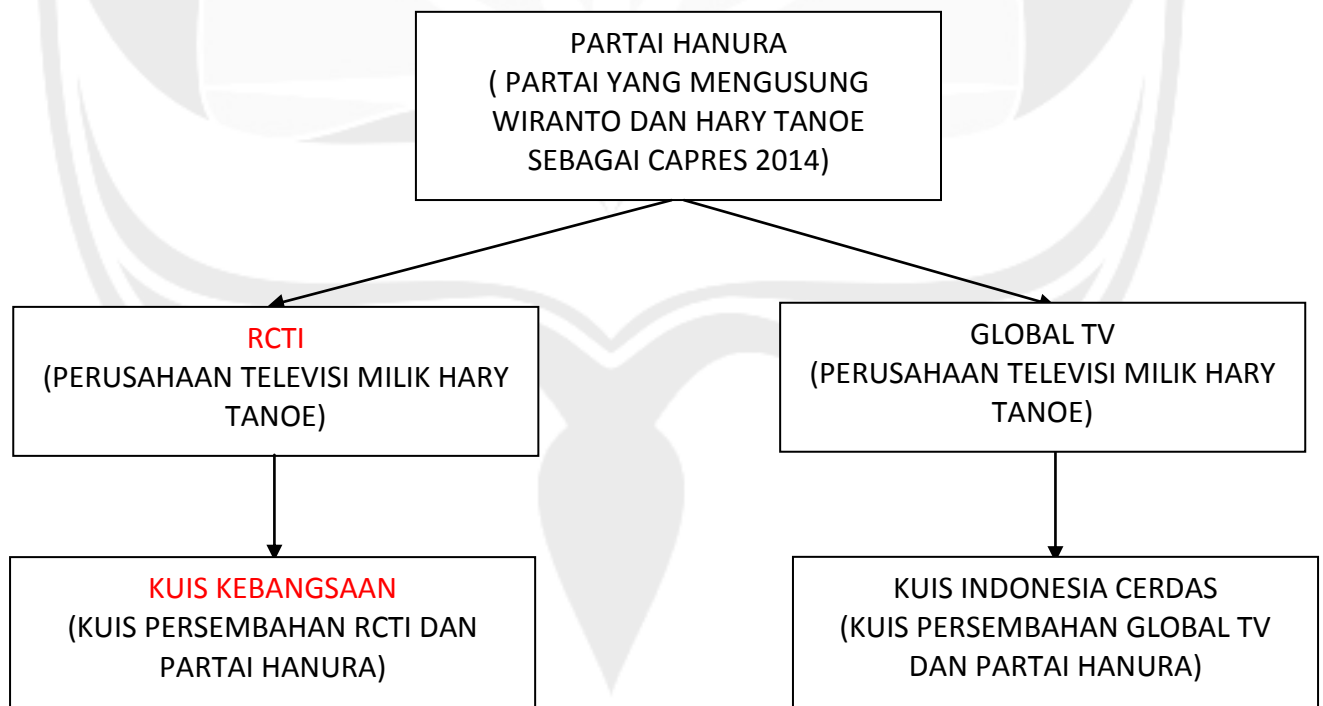 PARTAI HANURA
( PARTAI YANG MENGUSUNG
WIRANTO DAN HARY TANOE
SEBAGAI CAPRES 2014)
RCTI
(PERUSAHAAN TELEVISI MILIK HARY
TANOE)
GLOBAL TV
(PERUSAHAAN TELEVISI MILIK HARY
TANOE)
KUIS KEBANGSAAN
(KUIS PERSEMBAHAN RCTI DAN
PARTAI HANURA)
KUIS INDONESIA CERDAS
(KUIS PERSEMBAHAN GLOBAL TV
DAN PARTAI HANURA)